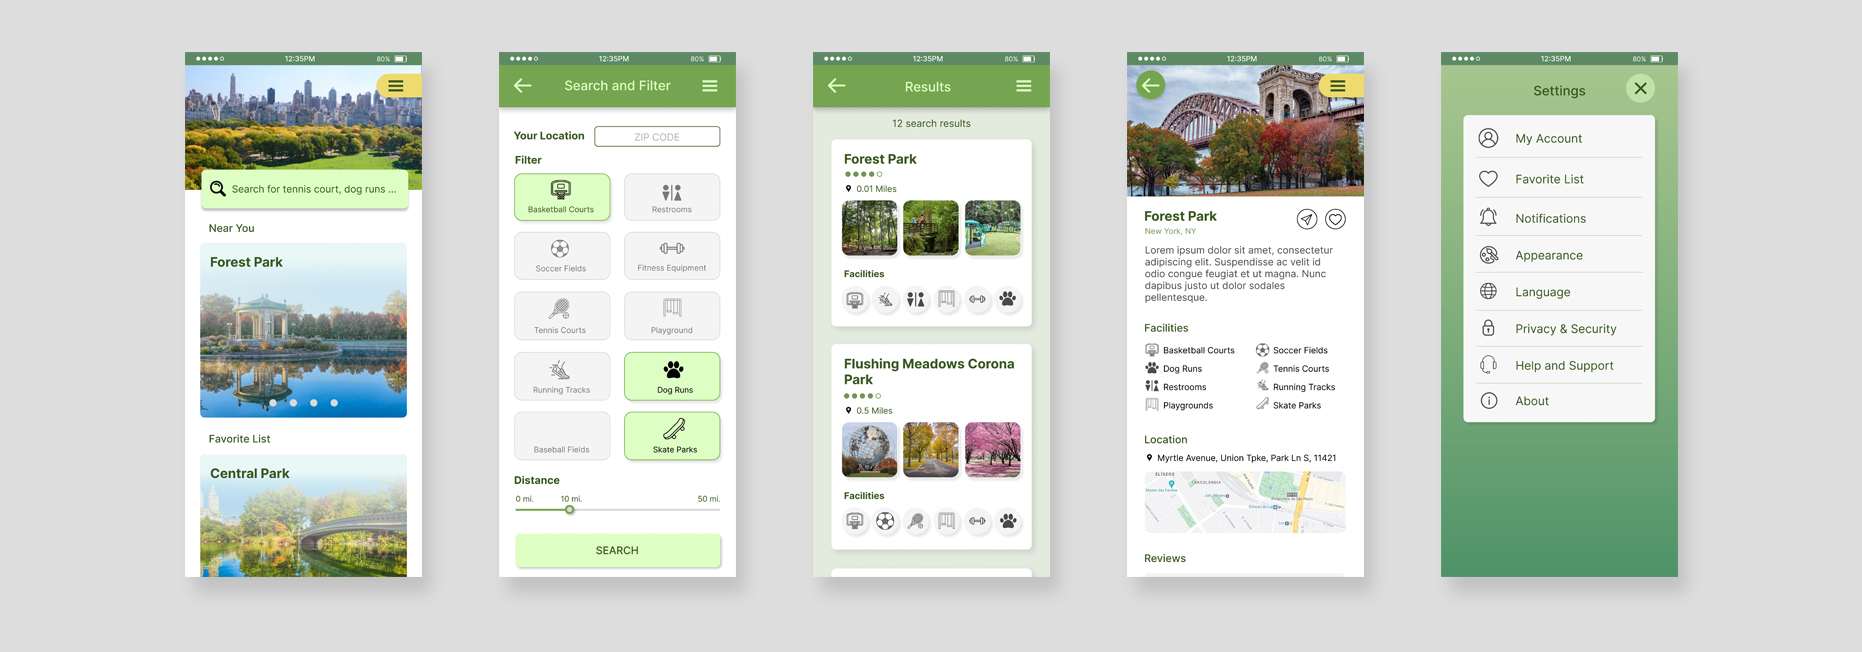 12:35PM
80%
Search for tennis court, dog runs ...
Near You
Forest Park
Favorite List
Central Park
12:35PM
80%
Search and Filter
Your Location
ZIP CODE
Filter
Basketball Courts
Restrooms
Soccer Fields
Fitness Equipment
Tennis Courts
Playground
Running Tracks
Dog Runs
Baseball Fields
Skate Parks
Distance
0 mi.
10 mi.
50 mi.
SEARCH
12:35PM
80%
Results
12 search results
Forest Park
0.01 Miles
Facilities
Flushing Meadows Corona
Park
0.5 Miles
Facilities
12:35PM
80%
Forest Park
New York, NY
Lorem ipsum dolor sit amet, consectetur
adipiscing elit. Suspendisse ac velit id
odio congue feugiat et ut magna. Nunc
dapibus justo ut dolor sodales
pellentesque.
Facilities
Basketball Courts
Soccer Fields
Dog Runs
Tennis Courts
Restrooms
Running Tracks
Playgrounds
Skate Parks
Location
Myrtle Avenue, Union Tpke, Park Ln S, 11421
ELÍSEOS
Reviews
12:35PM
80%
Settings
My Account
Favorite List
Notifications
Appearance
Language
Privacy & Security
Help and Support
About